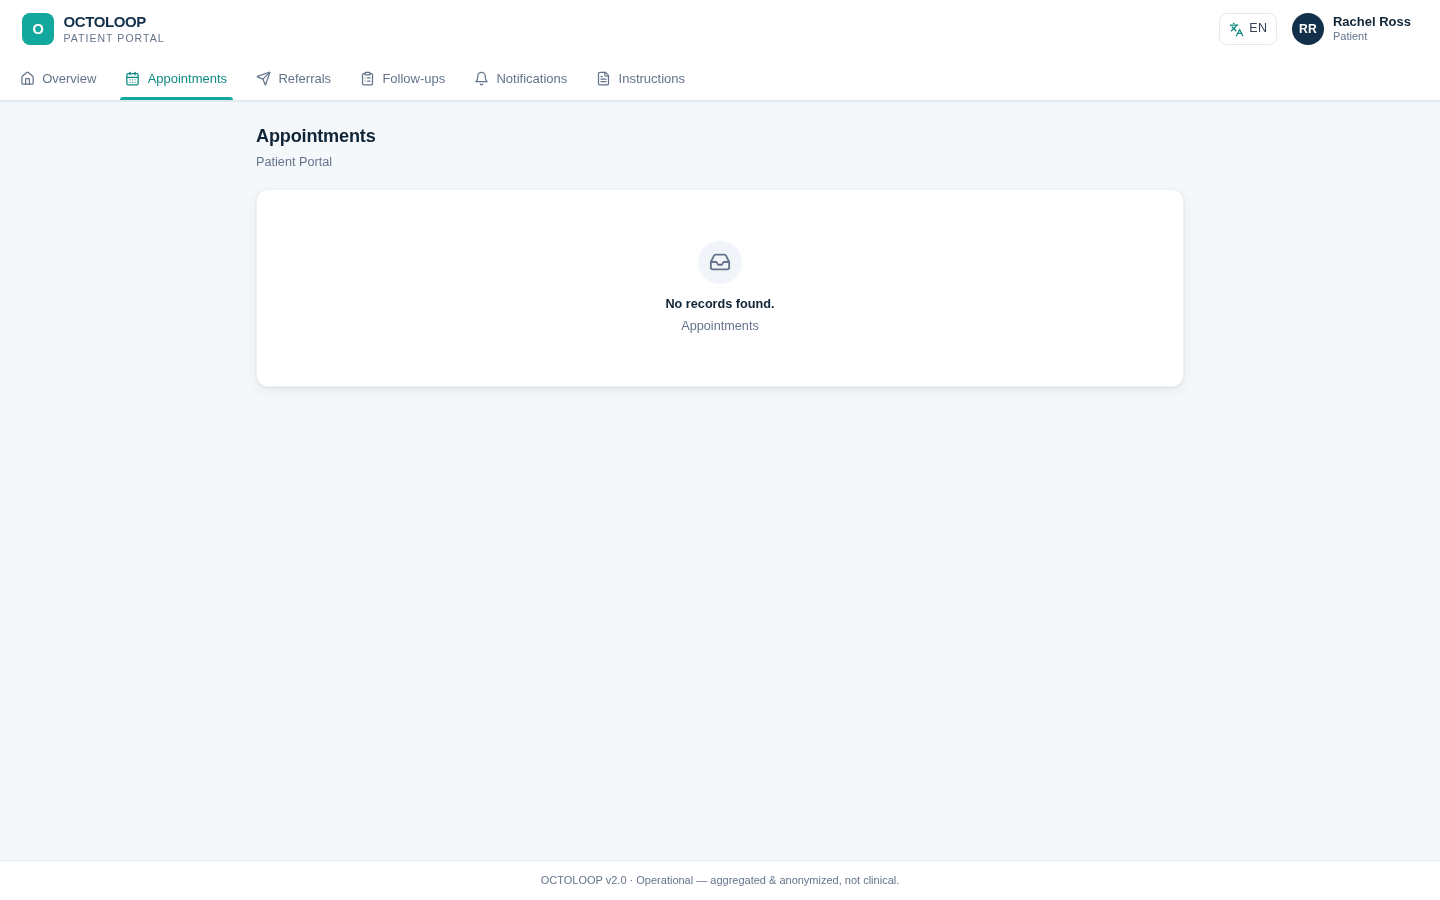 O
OCTOLOOP
PATIENT PORTAL
EN
RR
Rachel Ross
Patient
Overview
Appointments
Referrals
Follow-ups
Notifications
Instructions
Appointments
Patient Portal
No records found.
Appointments
OCTOLOOP v2.0 · Operational — aggregated & anonymized, not clinical.